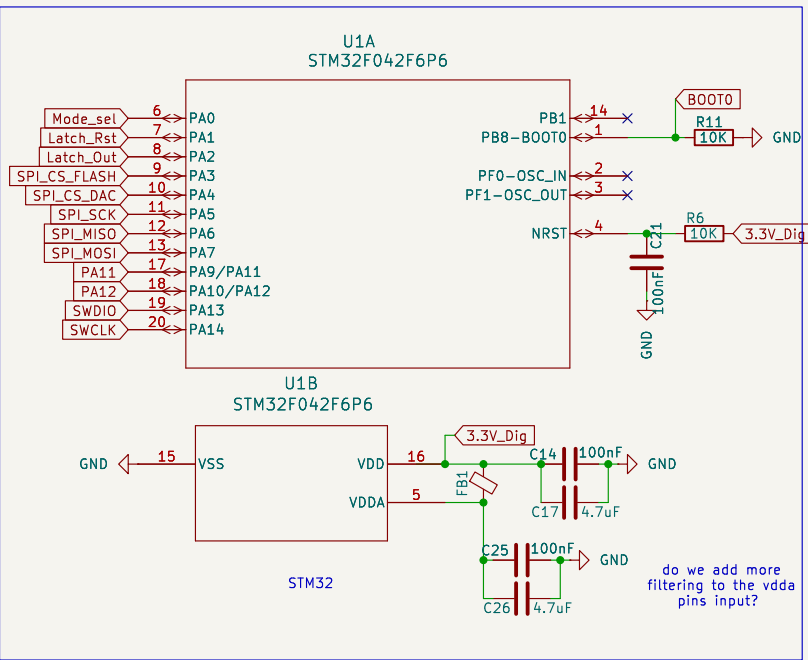 U1A
STM32F042F6P6
Mode_sel 6 PA0
Latch_Rst 7 PA1
Latch_Out 8 PA2
SPI_CS_FLASH 9 PA3
SPI_CS_DAC 10 PA4
SPI_SCK 11 PA5
SPI_MISO 12 PA6
SPI_MOSI 13 PA7
PA11 17 PA9/PA11
PA12 18 PA10/PA12
SWDIO 19 PA13
SWCLK 20 PA14
PB1 14
PB8-BOOT0 1
PF0-OSC_IN 2
PF1-OSC_OUT 3
NRST 4
BOOT0
R11
10K
GND
R6
10K
3.3V_Dig
C21
100nF
GND
U1B
STM32F042F6P6
GND 15 VSS
VDD 16
VDDA 5
3.3V_Dig
FB1
C14 100nF
GND
C17 4.7uF
C25 100nF
GND
C26 4.7uF
STM32
do we add more
filtering to the vdda
pins input?